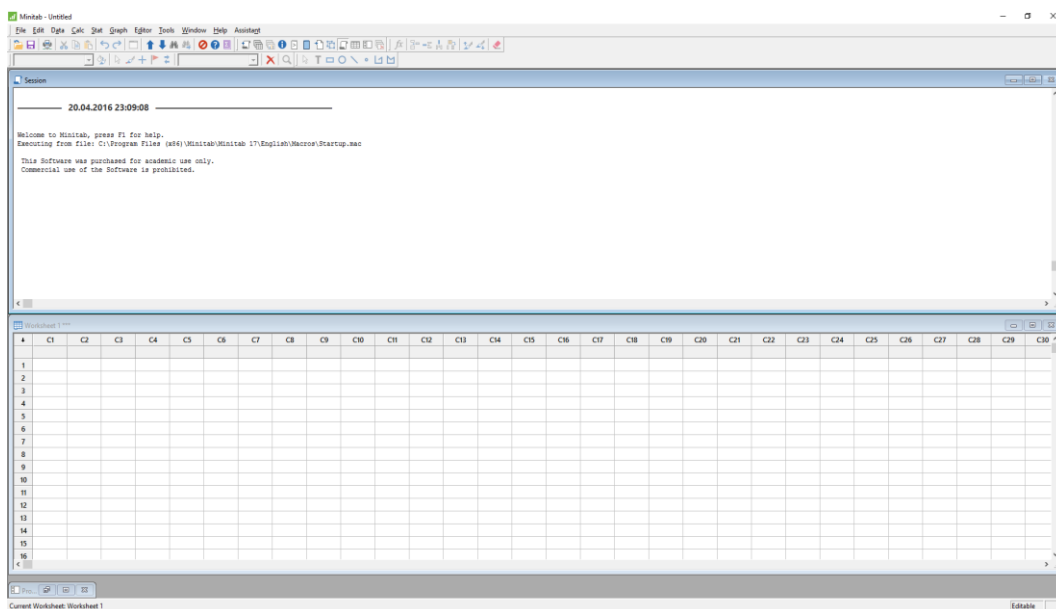 Minitab - Untitled
File Edit Data Calc Stat Graph Editor Tools Window Help Assistant
Session
20.04.2016 23:09:08
Welcome to Minitab, press F1 for help.
Executing from file: C:\Program Files (x86)\Minitab\Minitab 17\English\Macros\Startup.mac
This Software was purchased for academic use only.
Commercial use of the Software is prohibited.
Worksheet 1 ***
C1 C2 C3 C4 C5 C6 C7 C8 C9 C10 C11 C12 C13 C14 C15 C16 C17 C18 C19 C20 C21 C22 C23 C24 C25 C26 C27 C28 C29 C30
1
2
3
4
5
6
7
8
9
10
11
12
13
14
15
16
Pro...
Current Worksheet: Worksheet 1 Editable